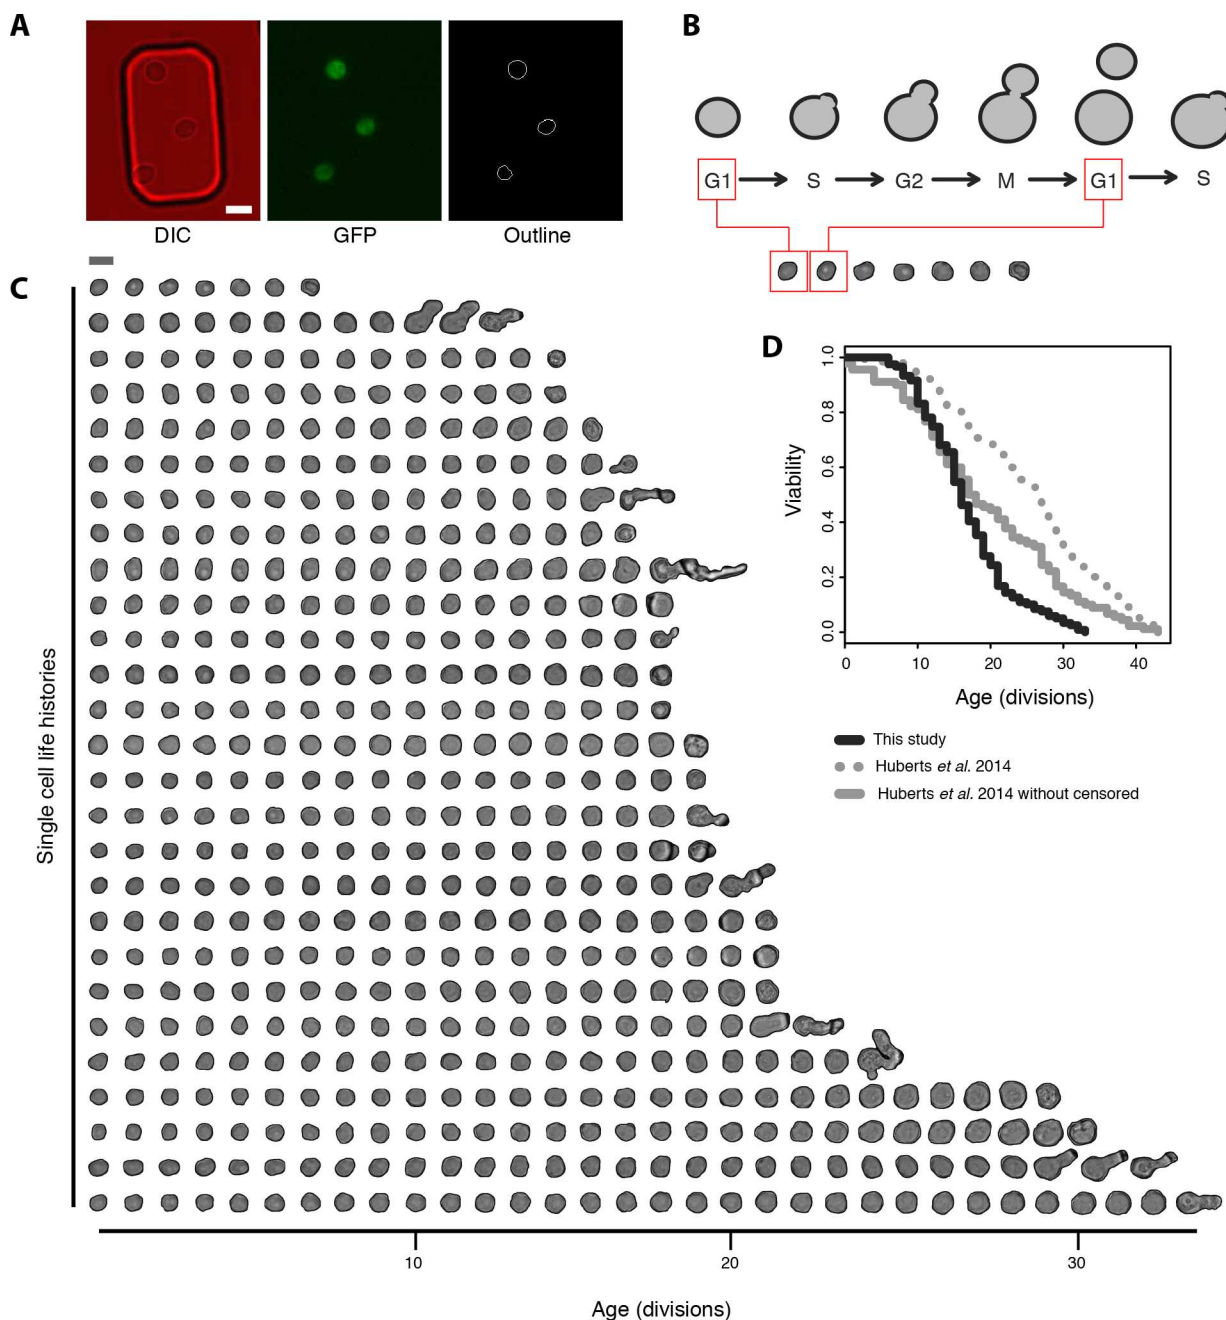 A
DIC
GFP
Outline
B
G1
S
G2
M
G1
S
C
Single cell life histories
10
20
30
Age (divisions)
D
Viability
1.0
0.8
0.6
0.4
0.2
0.0
0
10
20
30
40
Age (divisions)
This study
Huberts et al. 2014
Huberts et al. 2014 without censored